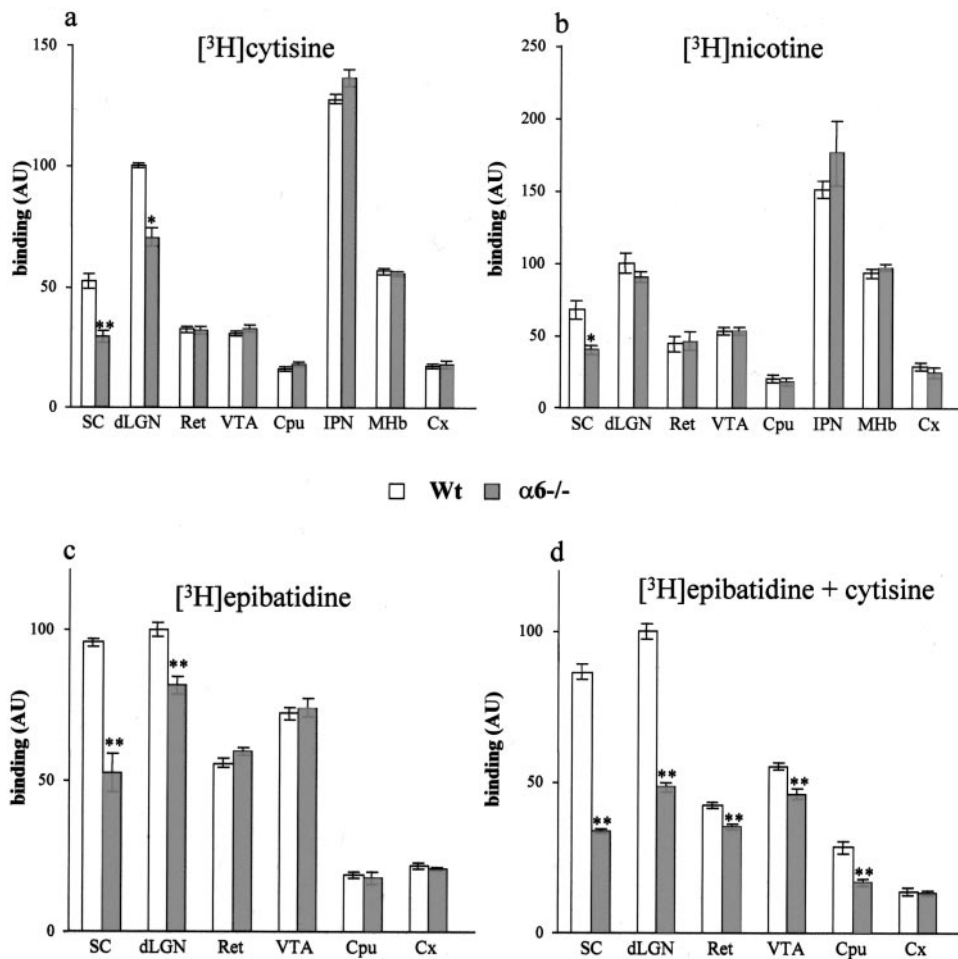 a
[³H]cytisine
150
100
50
0
binding (AU)
*
**
SC dLGN Ret VTA Cpu IPN MHb Cx
b
[³H]nicotine
250
200
150
100
50
0
binding (AU)
*
SC dLGN Ret VTA Cpu IPN MHb Cx
Wt α6-/-
c
[³H]epibatidine
100
50
0
binding (AU)
**
**
SC dLGN Ret VTA Cpu Cx
d
[³H]epibatidine + cytisine
100
50
0
binding (AU)
**
**
**
**
**
SC dLGN Ret VTA Cpu Cx